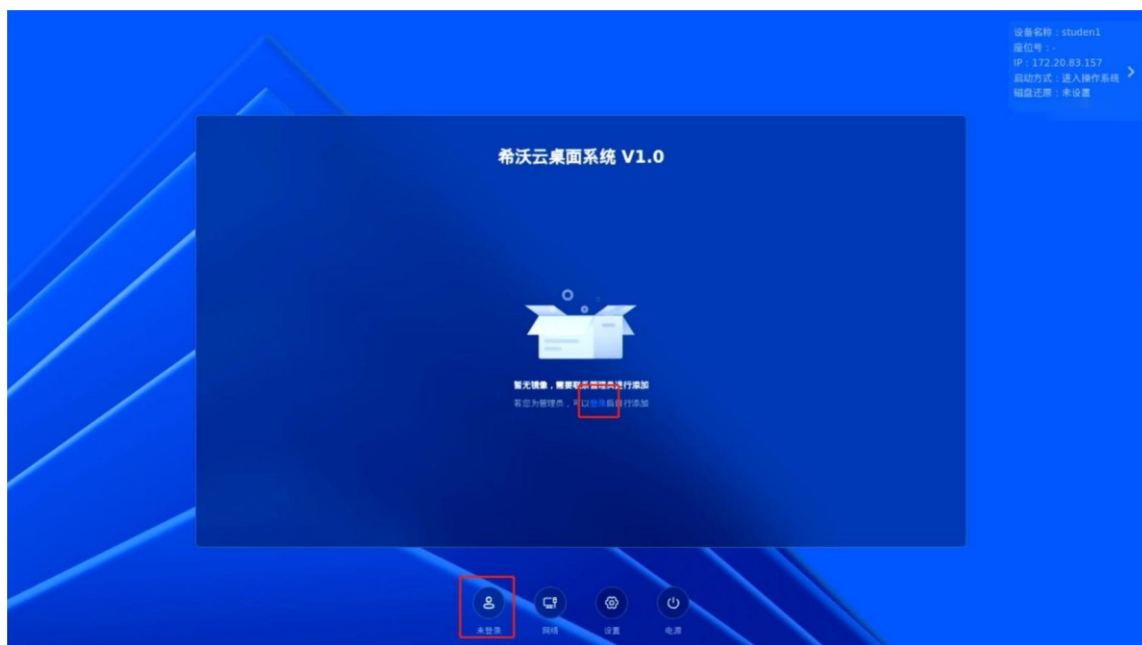 设备名称：studen1
座位号：-
IP：172.20.83.157
启动方式：进入操作系统
磁盘还原：未设置
希沃云桌面系统 V1.0
暂无镜像，需要联系管理员进行添加
若您为管理员，可以登录后自行添加
未登录
网络
设置
电源